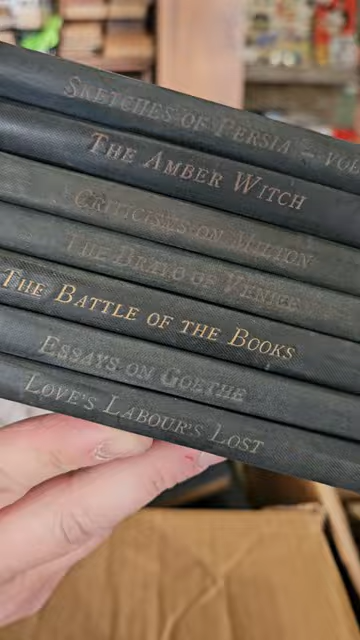 SKETCHES OF PERSIA – VOL
THE AMBER WITCH
CRITICISMS ON MILTON
THE BRAVO OF VENICE
THE BATTLE OF THE BOOKS
ESSAYS ON GOETHE
LOVE'S LABOUR'S LOST